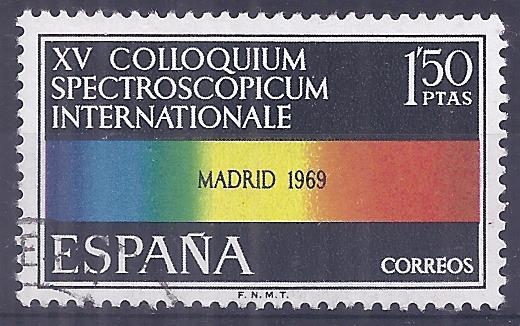 XV COLLOQUIUM
SPECTROSCOPICUM
INTERNATIONALE
1'50
PTAS
MADRID 1969
ESPAÑA
CORREOS
F.N.M.T.